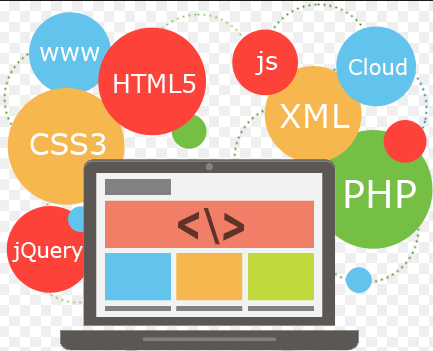 www
HTML5
js
Cloud
CSS3
XML
PHP
jQuery
<\>